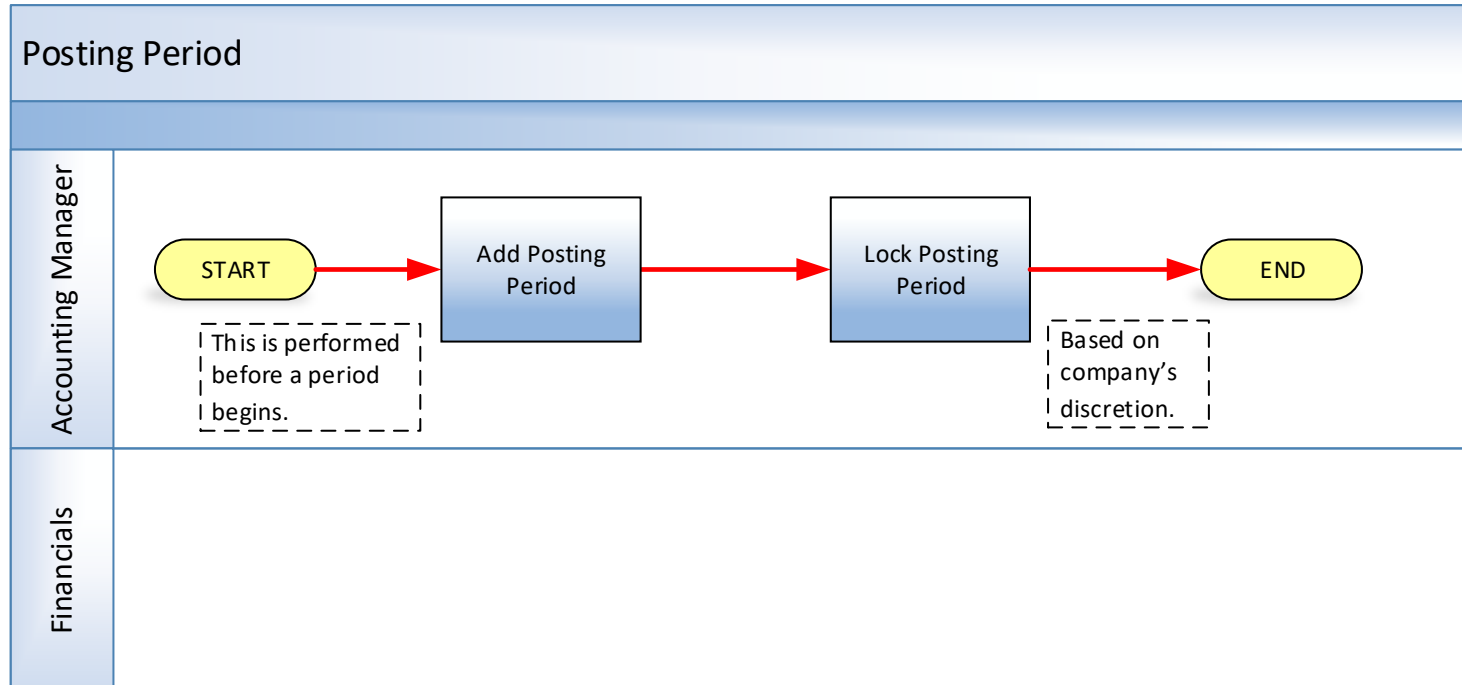 Posting Period
Accounting Manager
START
Add Posting
Period
Lock Posting
Period
END
This is performed
before a period
begins.
Based on
company’s
discretion.
Financials